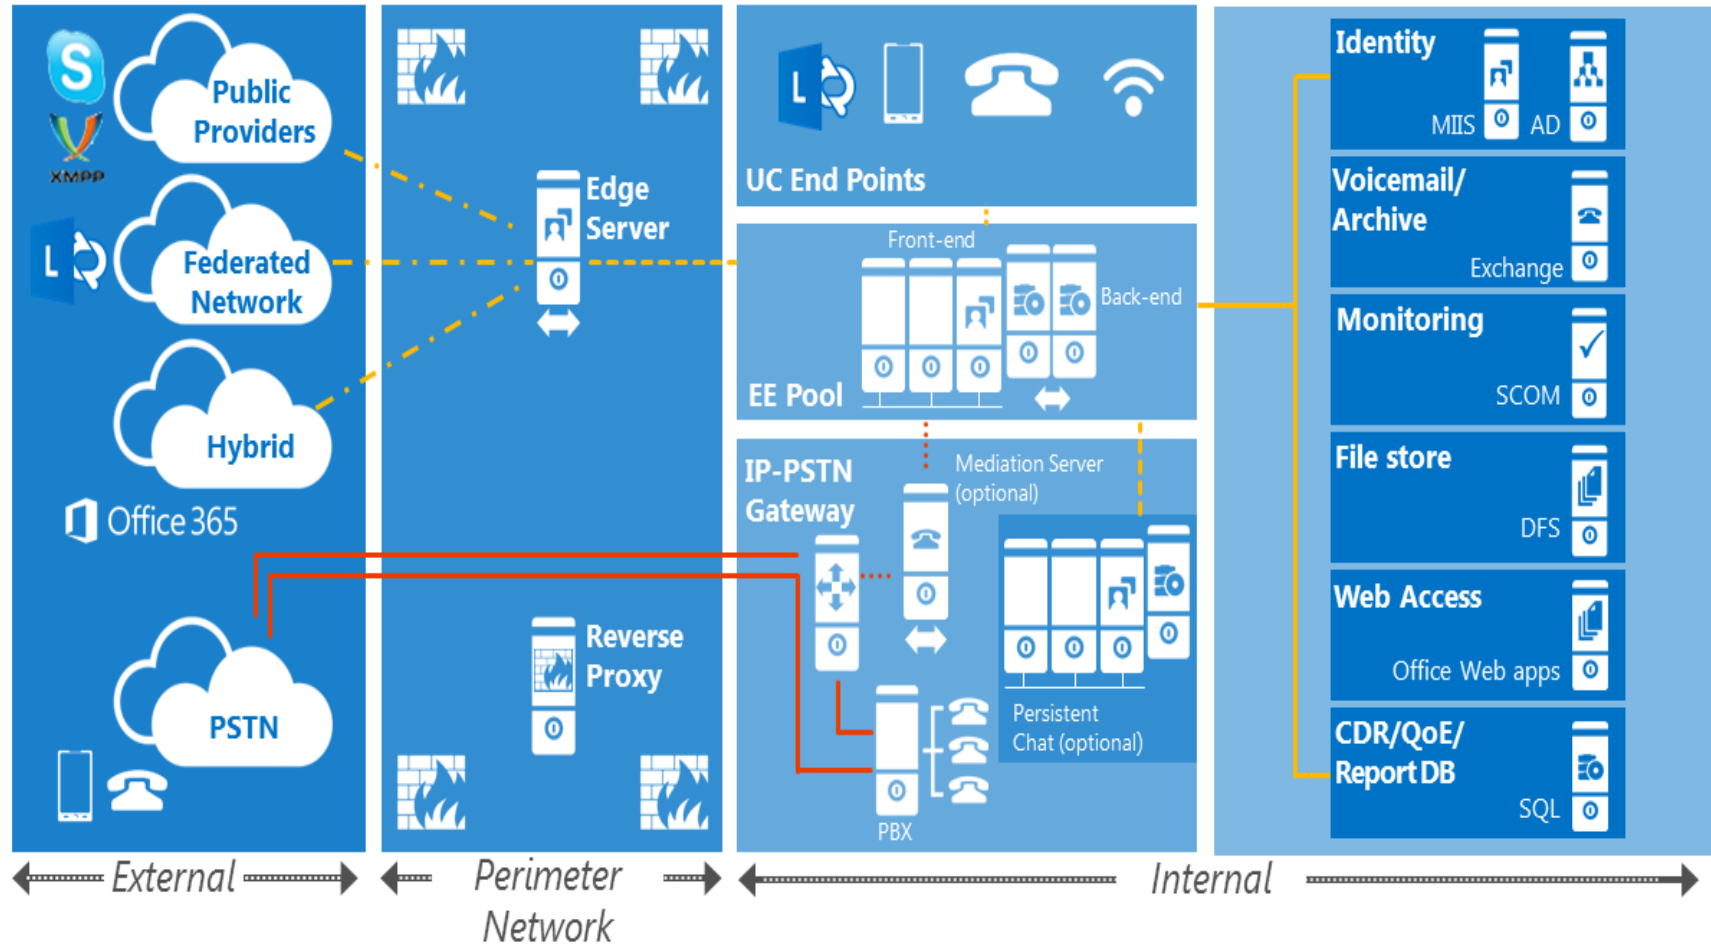 Public
Providers
S
XMPP
L
Federated
Network
Hybrid
Office 365
PSTN
Edge
Server
Reverse
Proxy
L
UC End Points
Front-end
Back-end
EE Pool
IP-PSTN
Gateway
Mediation Server
(optional)
Persistent
Chat (optional)
PBX
Identity
MIIS
AD
Voicemail/
Archive
Exchange
Monitoring
SCOM
File store
DFS
Web Access
Office Web apps
CDR/QoE/
Report DB
SQL
External
Perimeter
Network
Internal